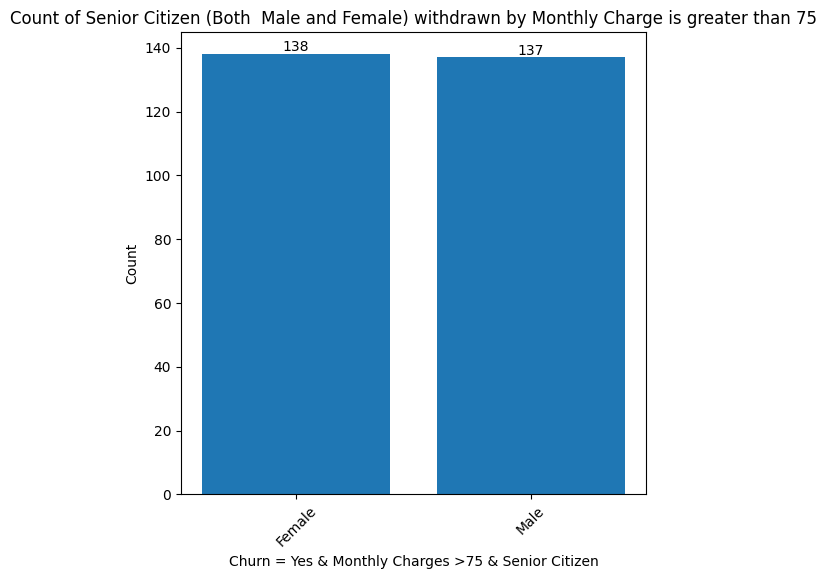 Count of Senior Citizen (Both  Male and Female) withdrawn by Monthly Charge is greater than 75
138
137
140
120
100
80
60
40
20
0
Count
Female
Male
Churn = Yes & Monthly Charges >75 & Senior Citizen